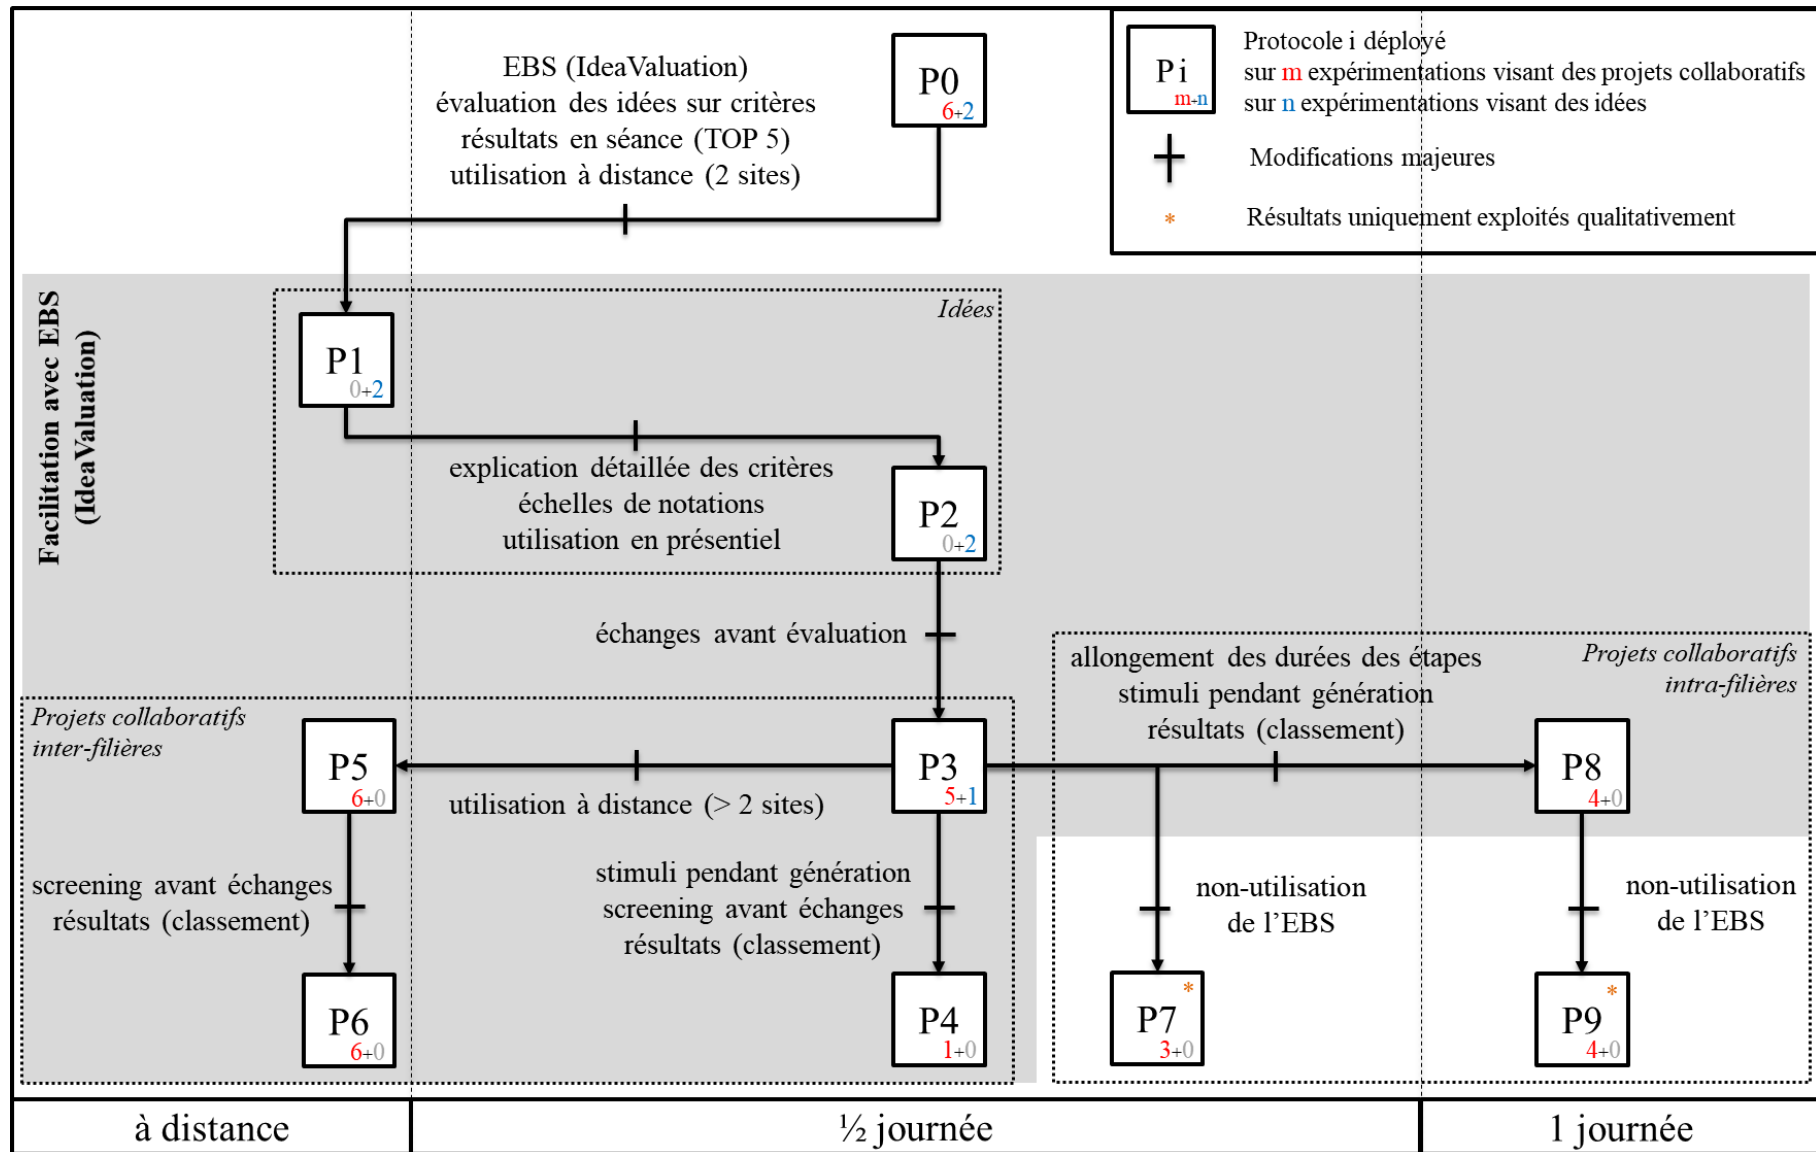 EBS (IdeaValuation)
évaluation des idées sur critères
résultats en séance (TOP 5)
utilisation à distance (2 sites)
P0
6+2
Pi
m+n
Protocole i déployé
sur m expérimentations visant des projets collaboratifs
sur n expérimentations visant des idées
Modifications majeures
*
Résultats uniquement exploités qualitativement
Facilitation avec EBS
(IdeaValuation)
Idées
P1
0+2
explication détaillée des critères
échelles de notations
utilisation en présentiel
P2
0+2
échanges avant évaluation
Projets collaboratifs
inter-filières
allongement des durées des étapes
stimuli pendant génération
résultats (classement)
Projets collaboratifs
intra-filières
P5
6+0
utilisation à distance (> 2 sites)
P3
5+1
P8
4+0
screening avant échanges
résultats (classement)
stimuli pendant génération
screening avant échanges
résultats (classement)
non-utilisation
de l’EBS
non-utilisation
de l’EBS
P6
6+0
P4
1+0
*
P7
3+0
*
P9
4+0
à distance
½ journée
1 journée